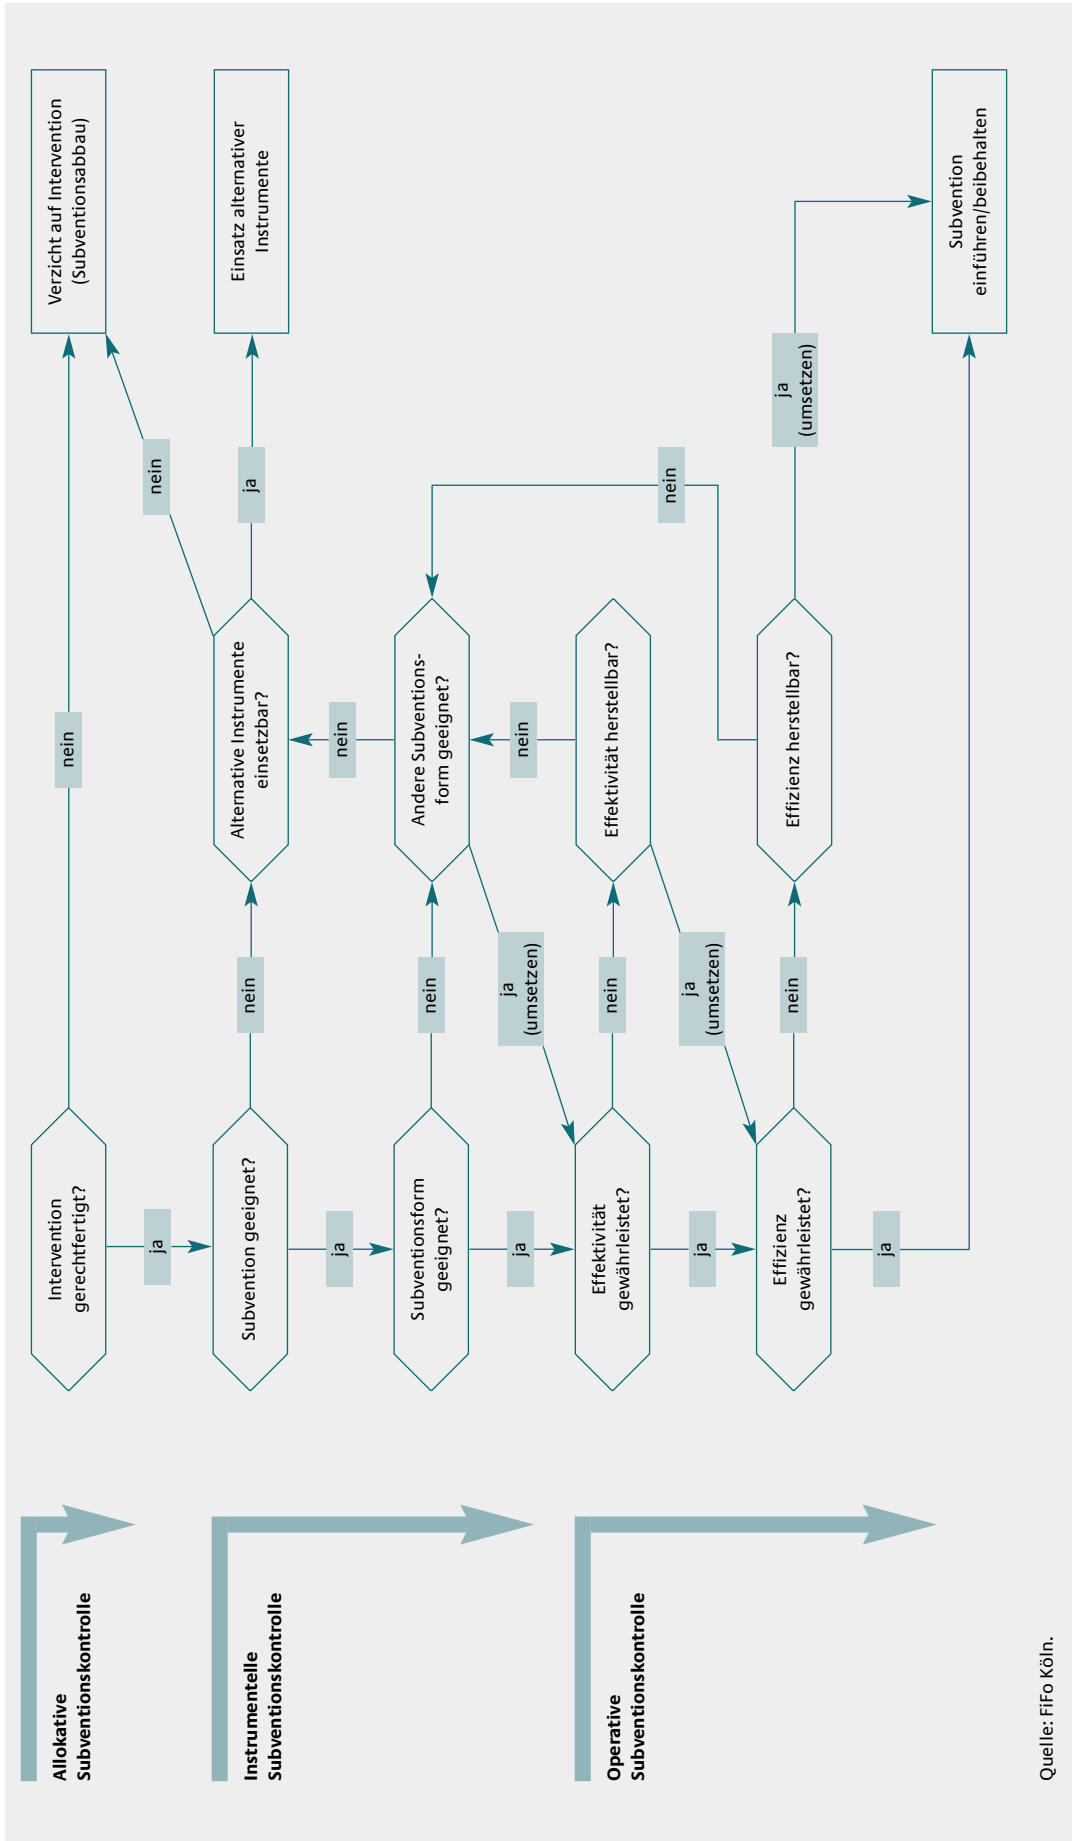 Allokative
Subventionskontrolle
Intervention
gerechtfertigt?
nein
Verzicht auf Intervention
(Subventionsabbau)
ja
nein
Instrumentelle
Subventionskontrolle
Subvention geeignet?
nein
Alternative Instrumente
einsetzbar?
ja
Einsatz alternativer
Instrumente
ja
nein
Subventionsform
geeignet?
nein
Andere Subventions-
form geeignet?
ja
ja
(umsetzen)
nein
Operative
Subventionskontrolle
Effektivität
gewährleistet?
nein
Effektivität herstellbar?
nein
ja
ja
(umsetzen)
Effizienz
gewährleistet?
nein
Effizienz herstellbar?
ja
(umsetzen)
ja
Subvention
einführen/beibehalten
Quelle: FiFo Köln.